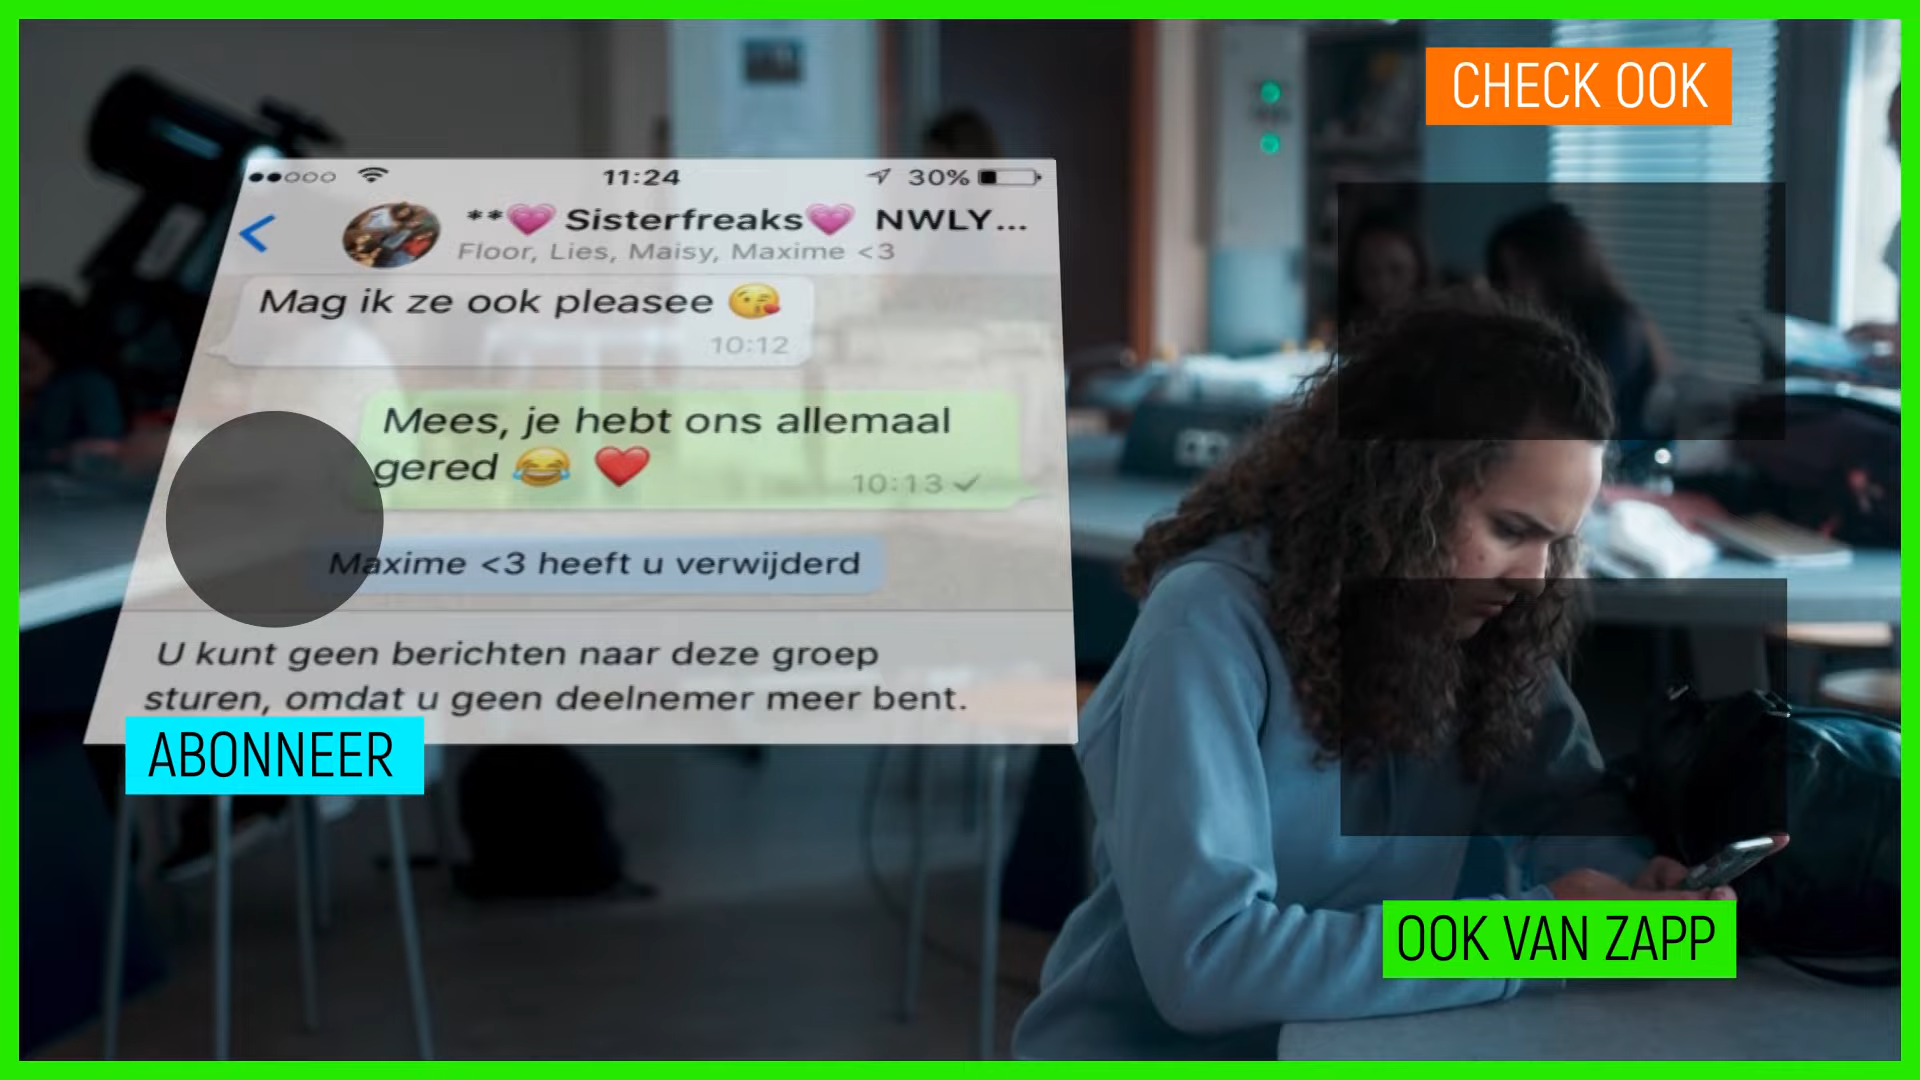 CHECK OOK
11:24
30%
**💗 Sisterfreaks💗 NWLY...
Floor, Lies, Maisy, Maxime <3
Mag ik ze ook pleasee 😘
10:12
Mees, je hebt ons allemaal
gered 😂 ❤️
10:13 ✓
Maxime <3 heeft u verwijderd
U kunt geen berichten naar deze groep
sturen, omdat u geen deelnemer meer bent.
ABONNEER
OOK VAN ZAPP